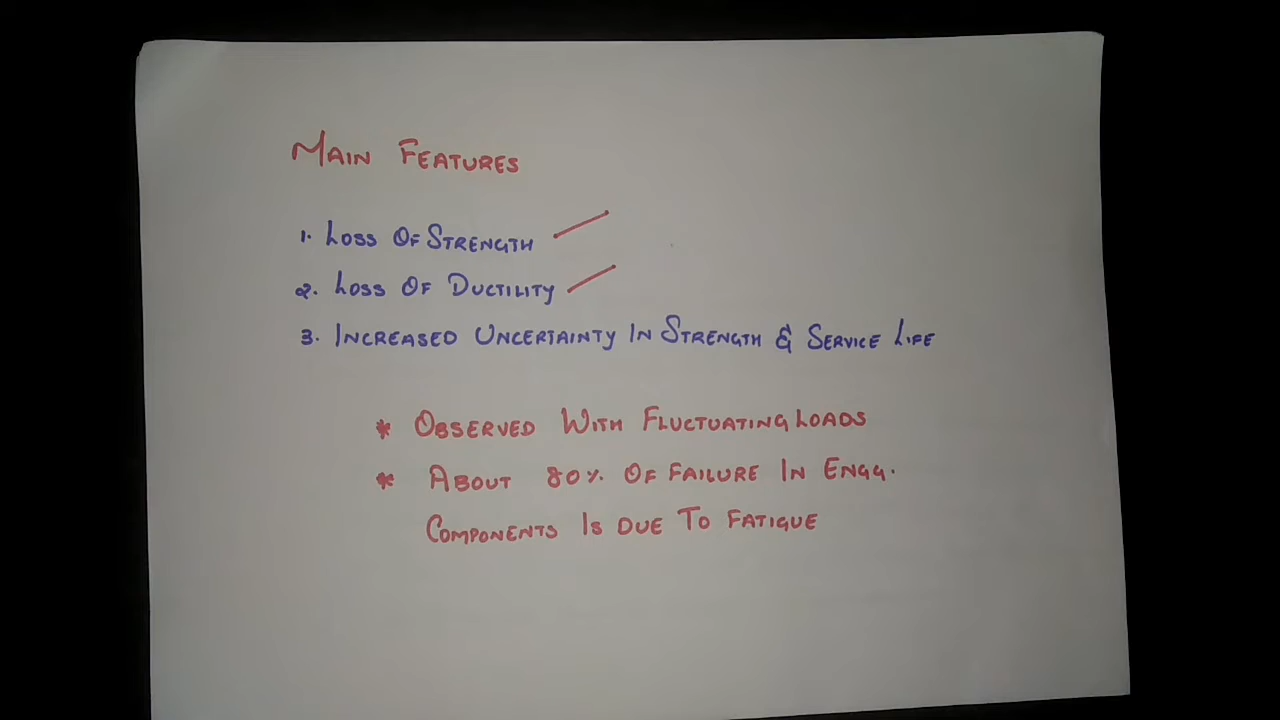 MAIN FEATURES
1. LOSS OF STRENGTH
2. LOSS OF DUCTILITY
3. INCREASED UNCERTAINTY IN STRENGTH & SERVICE LIFE
* OBSERVED WITH FLUCTUATING LOADS
* ABOUT 80% OF FAILURE IN ENGG.
COMPONENTS IS DUE TO FATIGUE